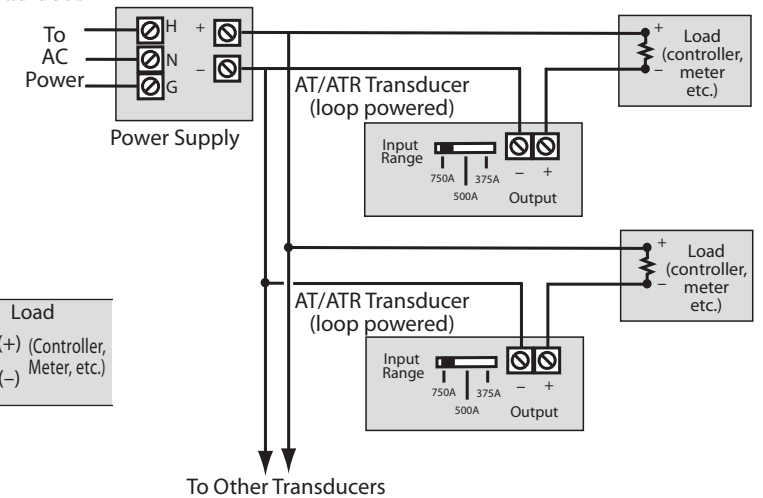 To
AC
Power
H
N
G
+
–
Power Supply
AT/ATR Transducer
(loop powered)
Input
Range
750A
500A
375A
– +
Output
+
–
Load
(controller,
meter
etc.)
AT/ATR Transducer
(loop powered)
Input
Range
750A
500A
375A
– +
Output
+
–
Load
(controller,
meter
etc.)
Load
(+) (Controller,
(–) Meter, etc.)
To Other Transducers